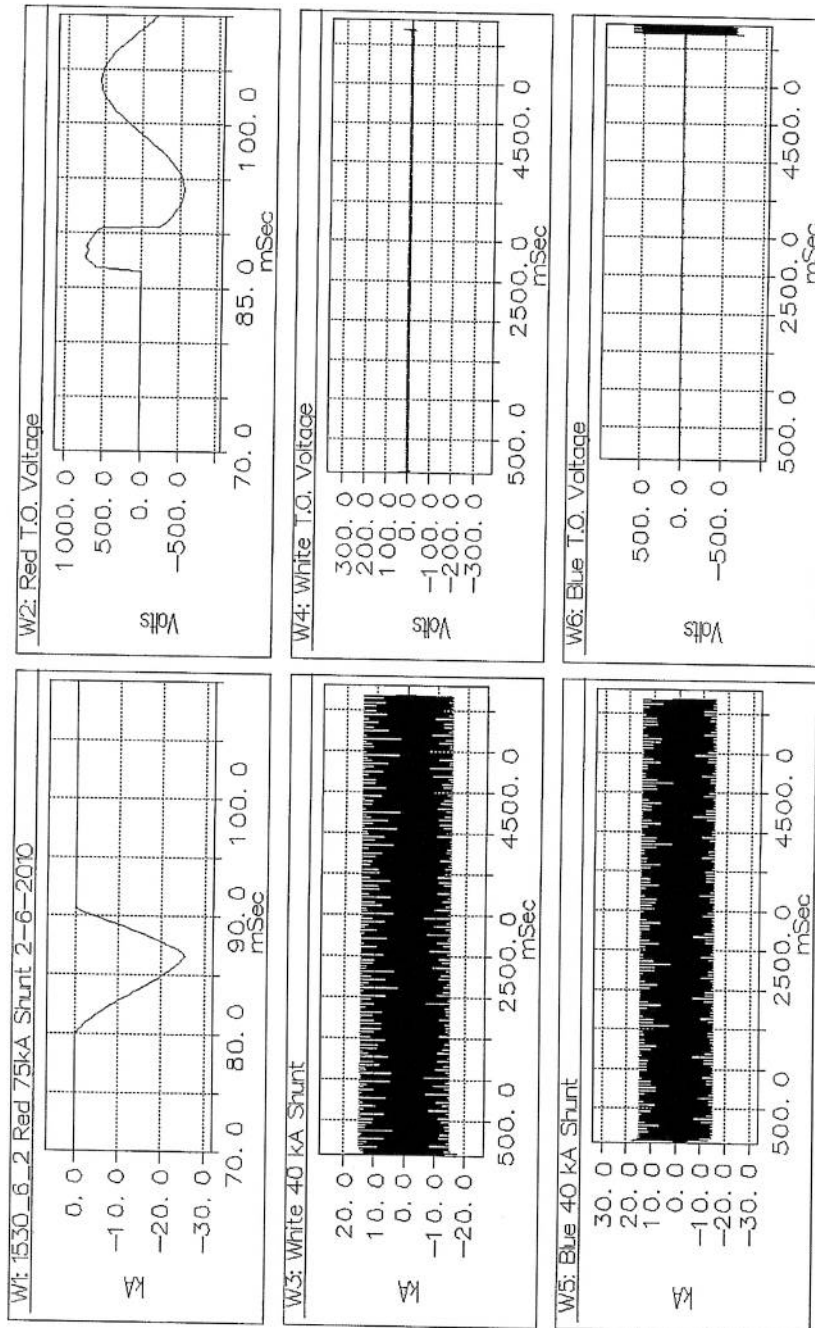 W1: 1530_6_2 Red 75kA Shunt 2-6-2010
kA
0. 0
-10. 0
-20. 0
-30. 0
70. 0
80. 0
90. 0
100. 0
mSec
W2: Red T.O. Voltage
Volts
1000. 0
500. 0
0. 0
-500. 0
70. 0
85. 0
100. 0
mSec
W3: White 40 kA Shunt
kA
20. 0
10. 0
0. 0
-10. 0
-20. 0
500. 0
2500. 0
4500. 0
mSec
W4: White T.O. Voltage
Volts
300. 0
200. 0
100. 0
0. 0
-100. 0
-200. 0
-300. 0
500. 0
2500. 0
4500. 0
mSec
W5: Blue 40 kA Shunt
kA
30. 0
20. 0
10. 0
0. 0
-10. 0
-20. 0
-30. 0
500. 0
2500. 0
4500. 0
mSec
W6: Blue T.O. Voltage
Volts
500. 0
0. 0
-500. 0
500. 0
2500. 0
4500. 0
mSec